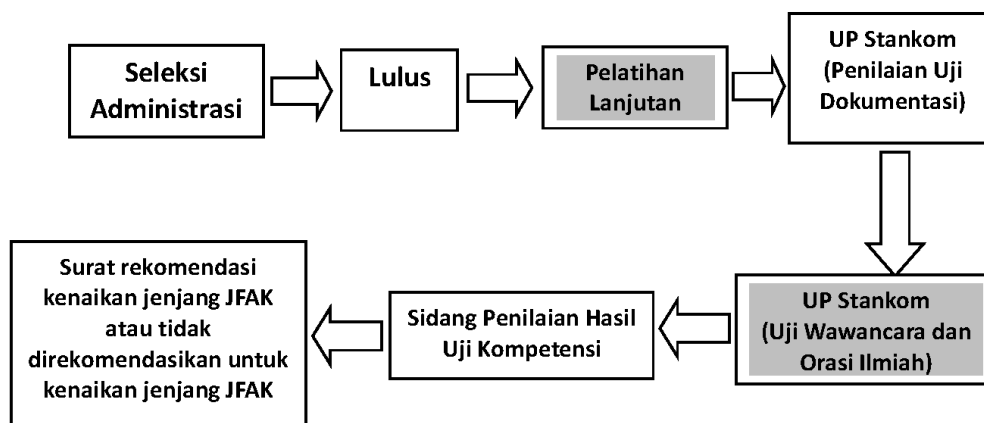 Seleksi
Administrasi
Lulus
Pelatihan
Lanjutan
UP Stankom
(Penilaian Uji
Dokumentasi)
UP Stankom
(Uji Wawancara dan
Orasi Ilmiah)
Sidang Penilaian Hasil
Uji Kompetensi
Surat rekomendasi
kenaikan jenjang JFAK
atau tidak
direkomendasikan untuk
kenaikan jenjang JFAK